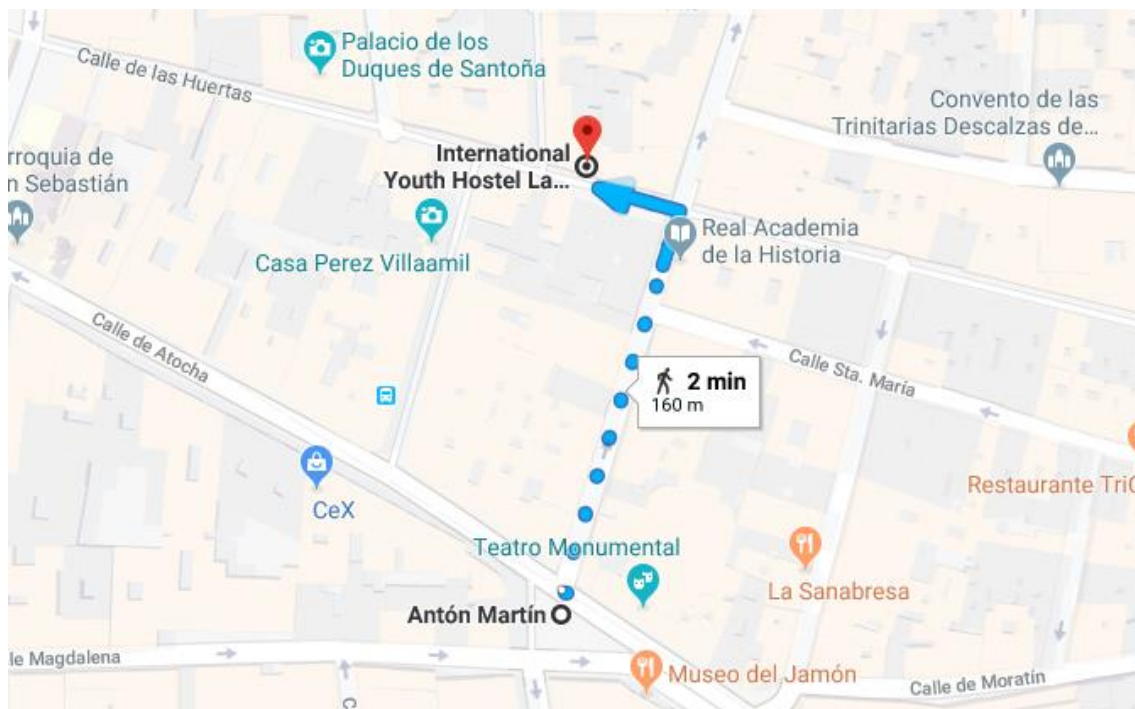 Palacio de los
Duques de Santoña
Calle de las Huertas
Convento de las
Trinitarias Descalzas de...
International
Youth Hostel La...
rroquia de
n Sebastián
Real Academia
de la Historia
Casa Perez Villaamil
Calle de Atocha
Calle Sta. María
2 min
160 m
Restaurante TriC
CeX
Teatro Monumental
La Sanabresa
Antón Martín
le Magdalena
Museo del Jamón
Calle de Moratín
C